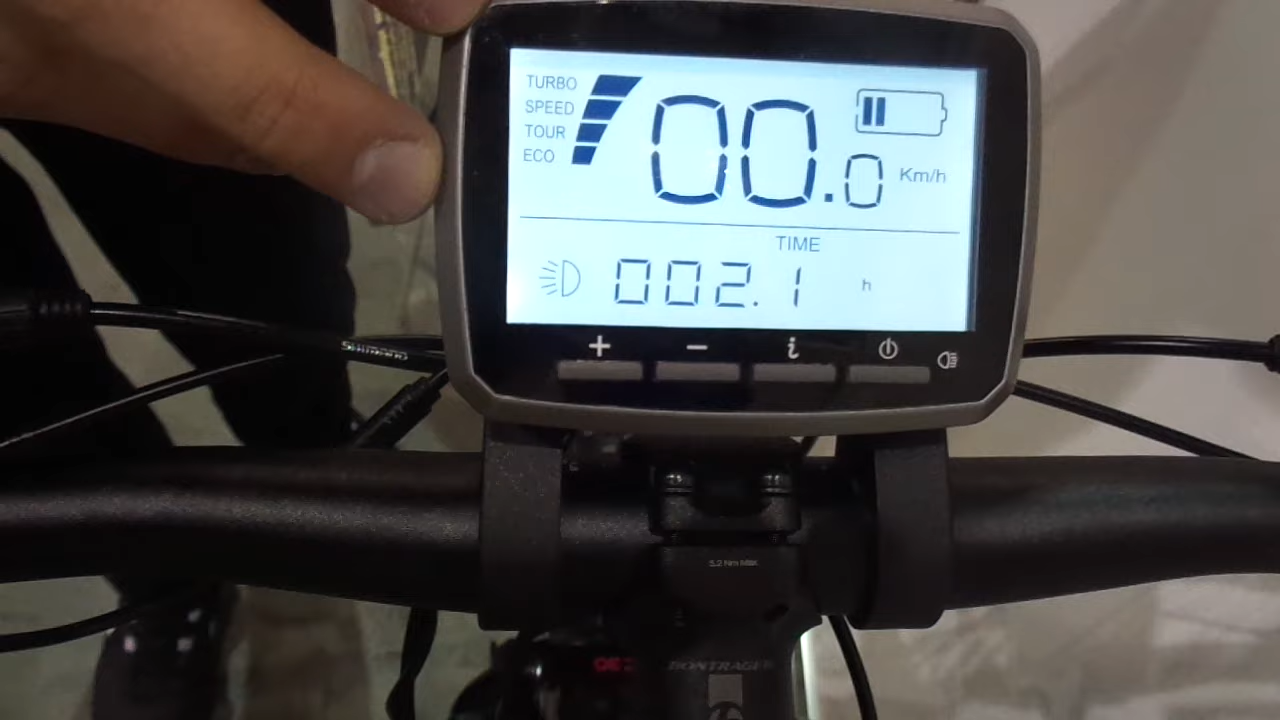 TURBO
SPEED
TOUR
ECO
00.0
Km/h
TIME
002.1
h
+ - i
SHIMANO
5.2 Nm Max.
BONTRAGER